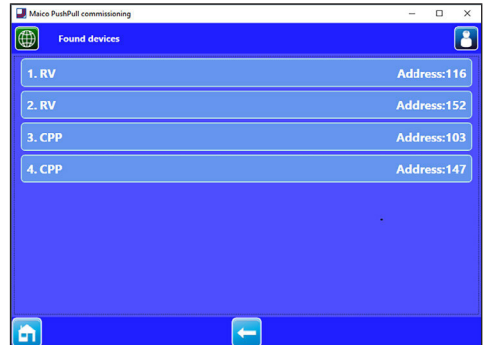 Maico PushPull commissioning
Found devices
1. RV Address:116
2. RV Address:152
3. CPP Address:103
4. CPP Address:147